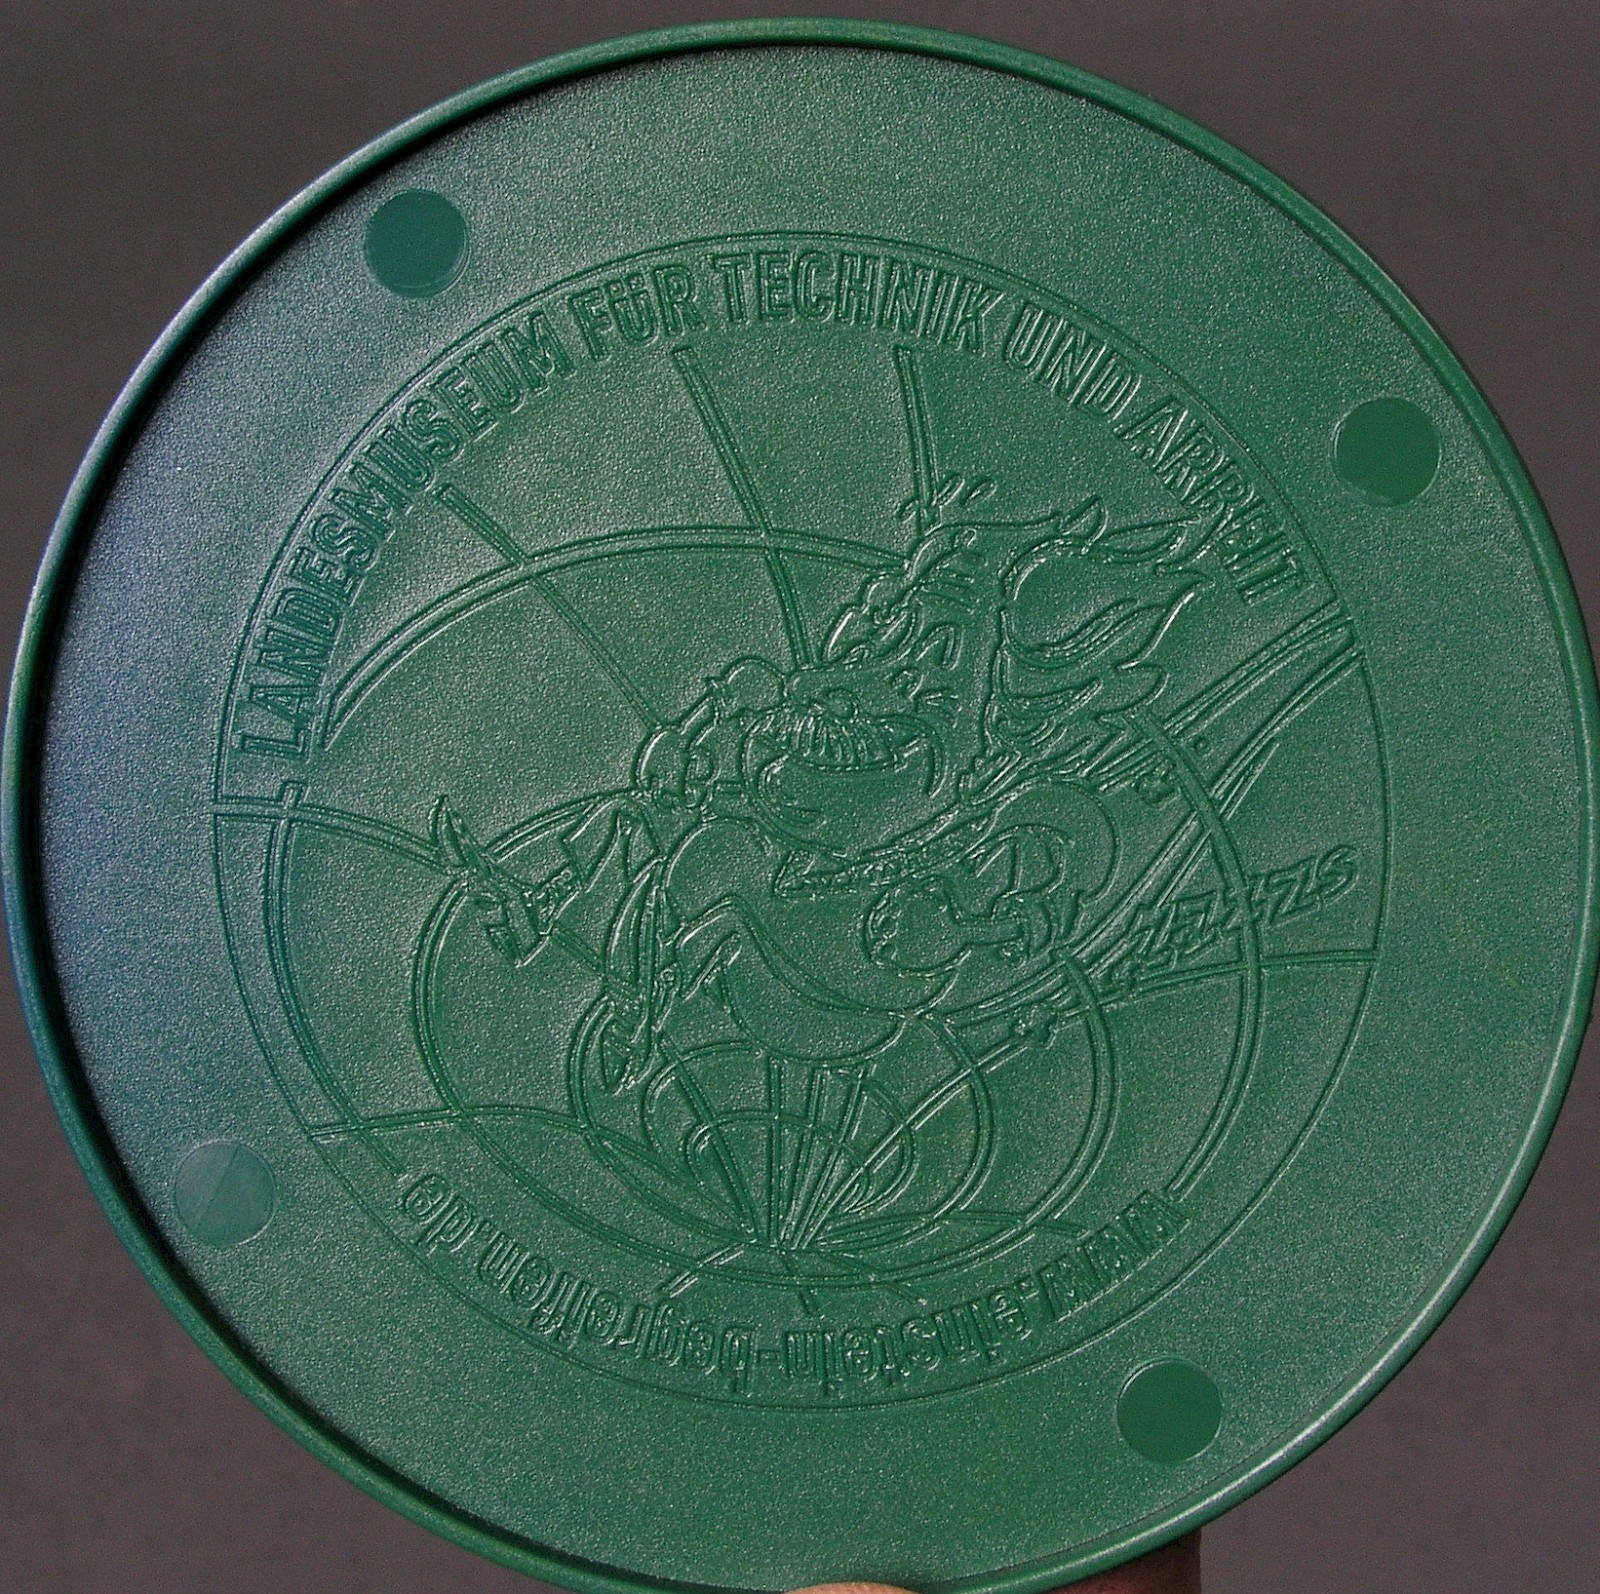 LANDESMUSEUM FÜR TECHNIK UND ARBEIT
www.einstein-begreifen.de